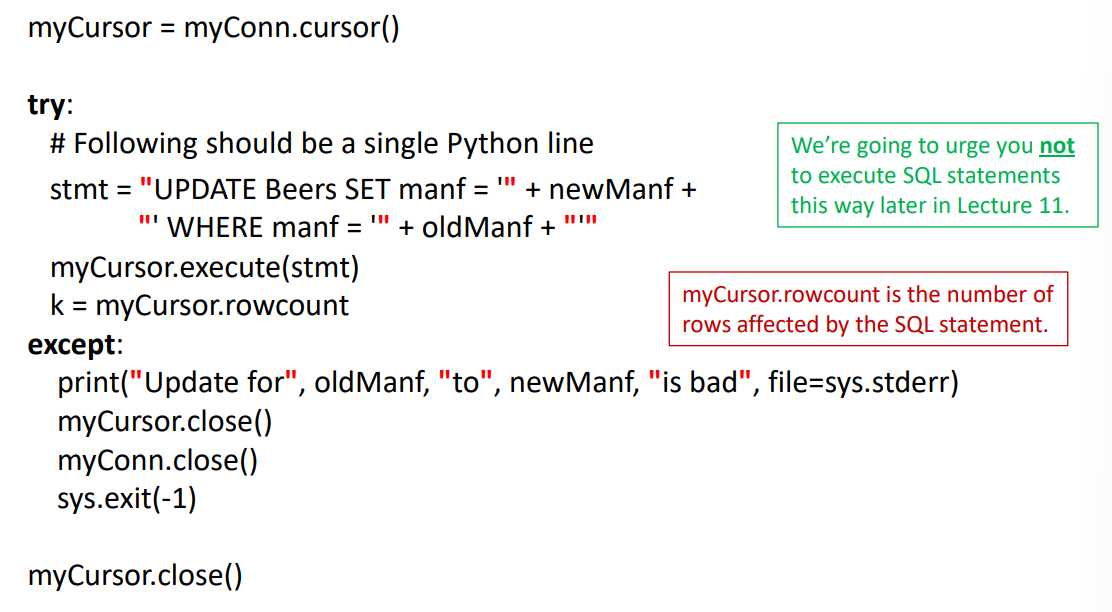 myCursor = myConn.cursor()
try:
# Following should be a single Python line
stmt = "UPDATE Beers SET manf = '" + newManf +
"' WHERE manf = '" + oldManf + "'"
myCursor.execute(stmt)
k = myCursor.rowcount
except:
print("Update for", oldManf, "to", newManf, "is bad", file=sys.stderr)
myCursor.close()
myConn.close()
sys.exit(-1)
myCursor.close()
We're going to urge you not
to execute SQL statements
this way later in Lecture 11.
myCursor.rowcount is the number of
rows affected by the SQL statement.